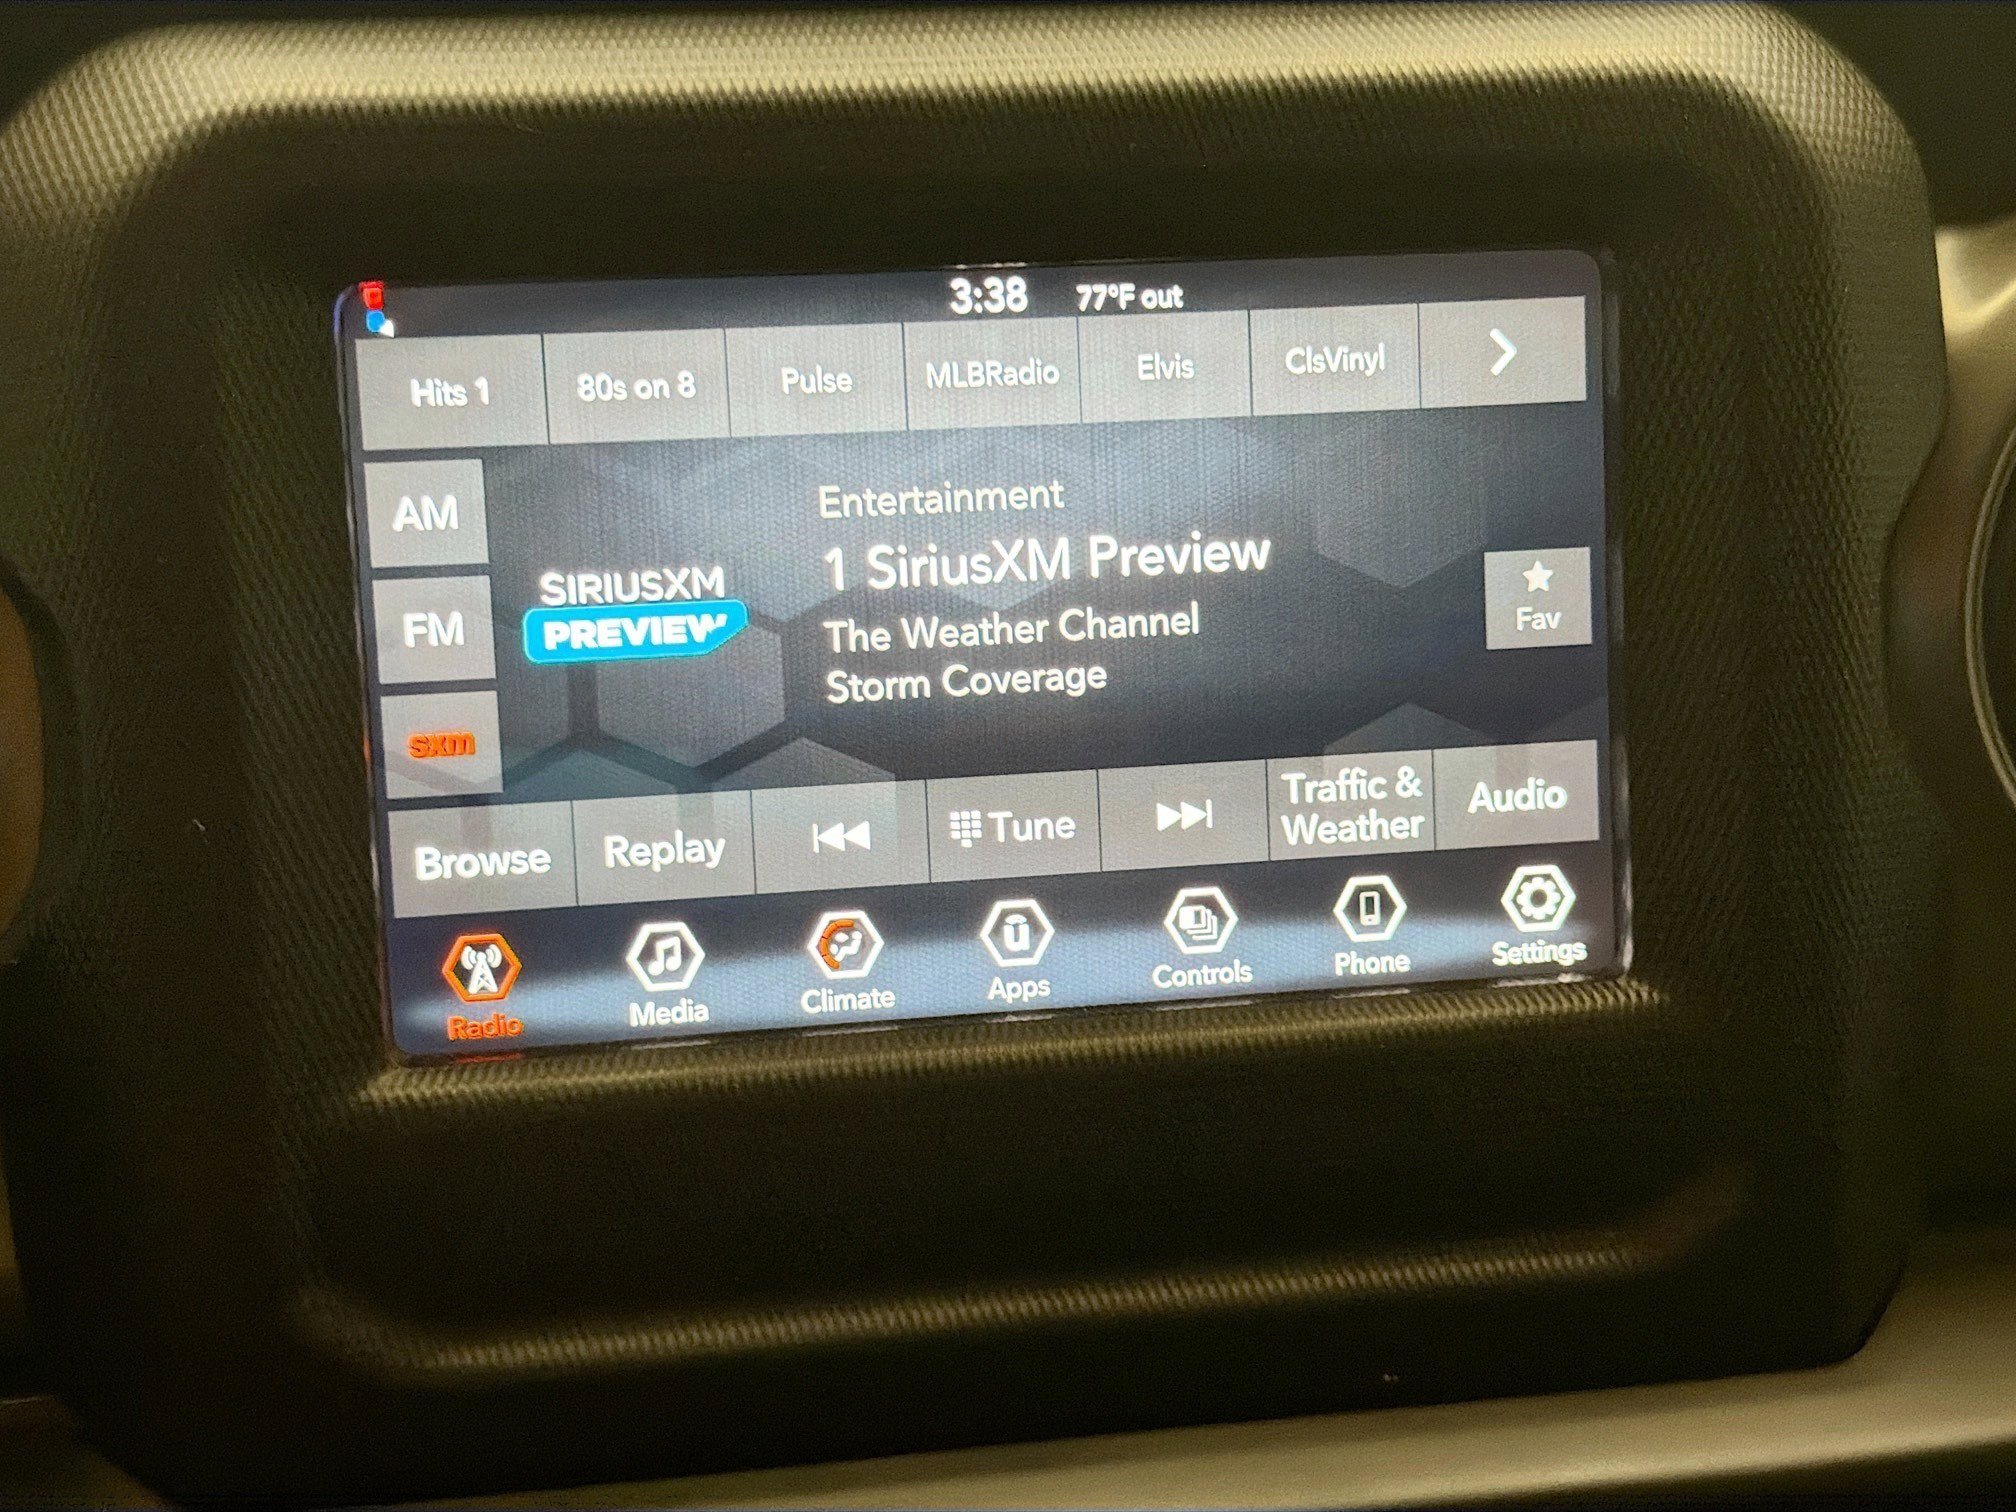 3:38 77°F out
Hits 1 80s on 8 Pulse MLBRadio Elvis ClsVinyl
AM
FM
sxm
SIRIUSXM
PREVIEW
Entertainment
1 SiriusXM Preview
The Weather Channel
Storm Coverage
Fav
Browse Replay Tune Traffic &
Weather Audio
Radio Media Climate Apps Controls Phone Settings